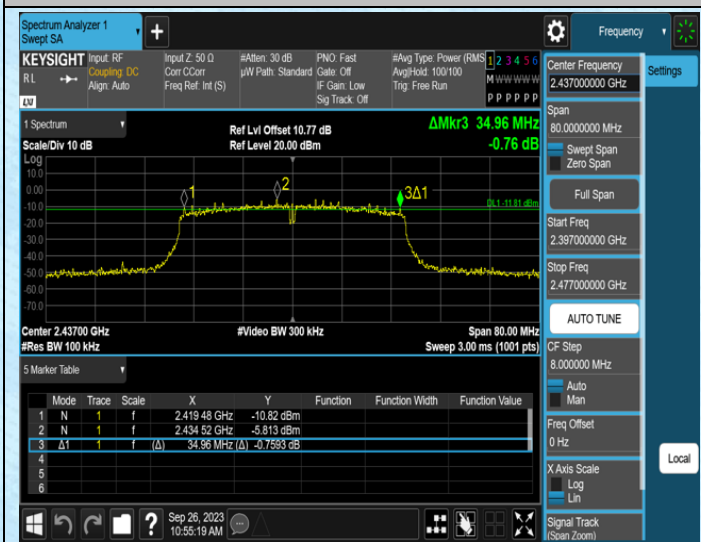 Spectrum Analyzer 1
Swept SA
Frequency
KEYSIGHT
RL
LXI
Input: RF
Coupling: DC
Align: Auto
Input Z: 50 Ω
Corr CCorr
Freq Ref: Int (S)
#Atten: 30 dB
µW Path: Standard
PNO: Fast
Gate: Off
IF Gain: Low
Sig Track: Off
#Avg Type: Power (RMS
Avg|Hold: 100/100
Trig: Free Run
1 2 3 4 5 6
M W W W W W
P P P P P P
1 Spectrum
Scale/Div 10 dB
Ref Lvl Offset 10.77 dB
Ref Level 20.00 dBm
ΔMkr3 34.96 MHz
-0.76 dB
Log
10.0
0.00
-10.0
-20.0
-30.0
-40.0
-50.0
-60.0
-70.0
1
2
3Δ1
DL1 -11.81 dBm
Center 2.43700 GHz
#Res BW 100 kHz
#Video BW 300 kHz
Span 80.00 MHz
Sweep 3.00 ms (1001 pts)
5 Marker Table
Mode Trace Scale X Y Function Function Width Function Value
1 N 1 f 2.419 48 GHz -10.82 dBm
2 N 1 f 2.434 52 GHz -5.813 dBm
3 Δ1 1 f (Δ) 34.96 MHz (Δ) -0.7593 dB
4
5
6
Sep 26, 2023
10:55:19 AM
Center Frequency
2.437000000 GHz
Settings
Span
80.0000000 MHz
Swept Span
Zero Span
Full Span
Start Freq
2.397000000 GHz
Stop Freq
2.477000000 GHz
AUTO TUNE
CF Step
8.000000 MHz
Auto
Man
Freq Offset
0 Hz
X Axis Scale
Log
Lin
Local
Signal Track
(Span Zoom)